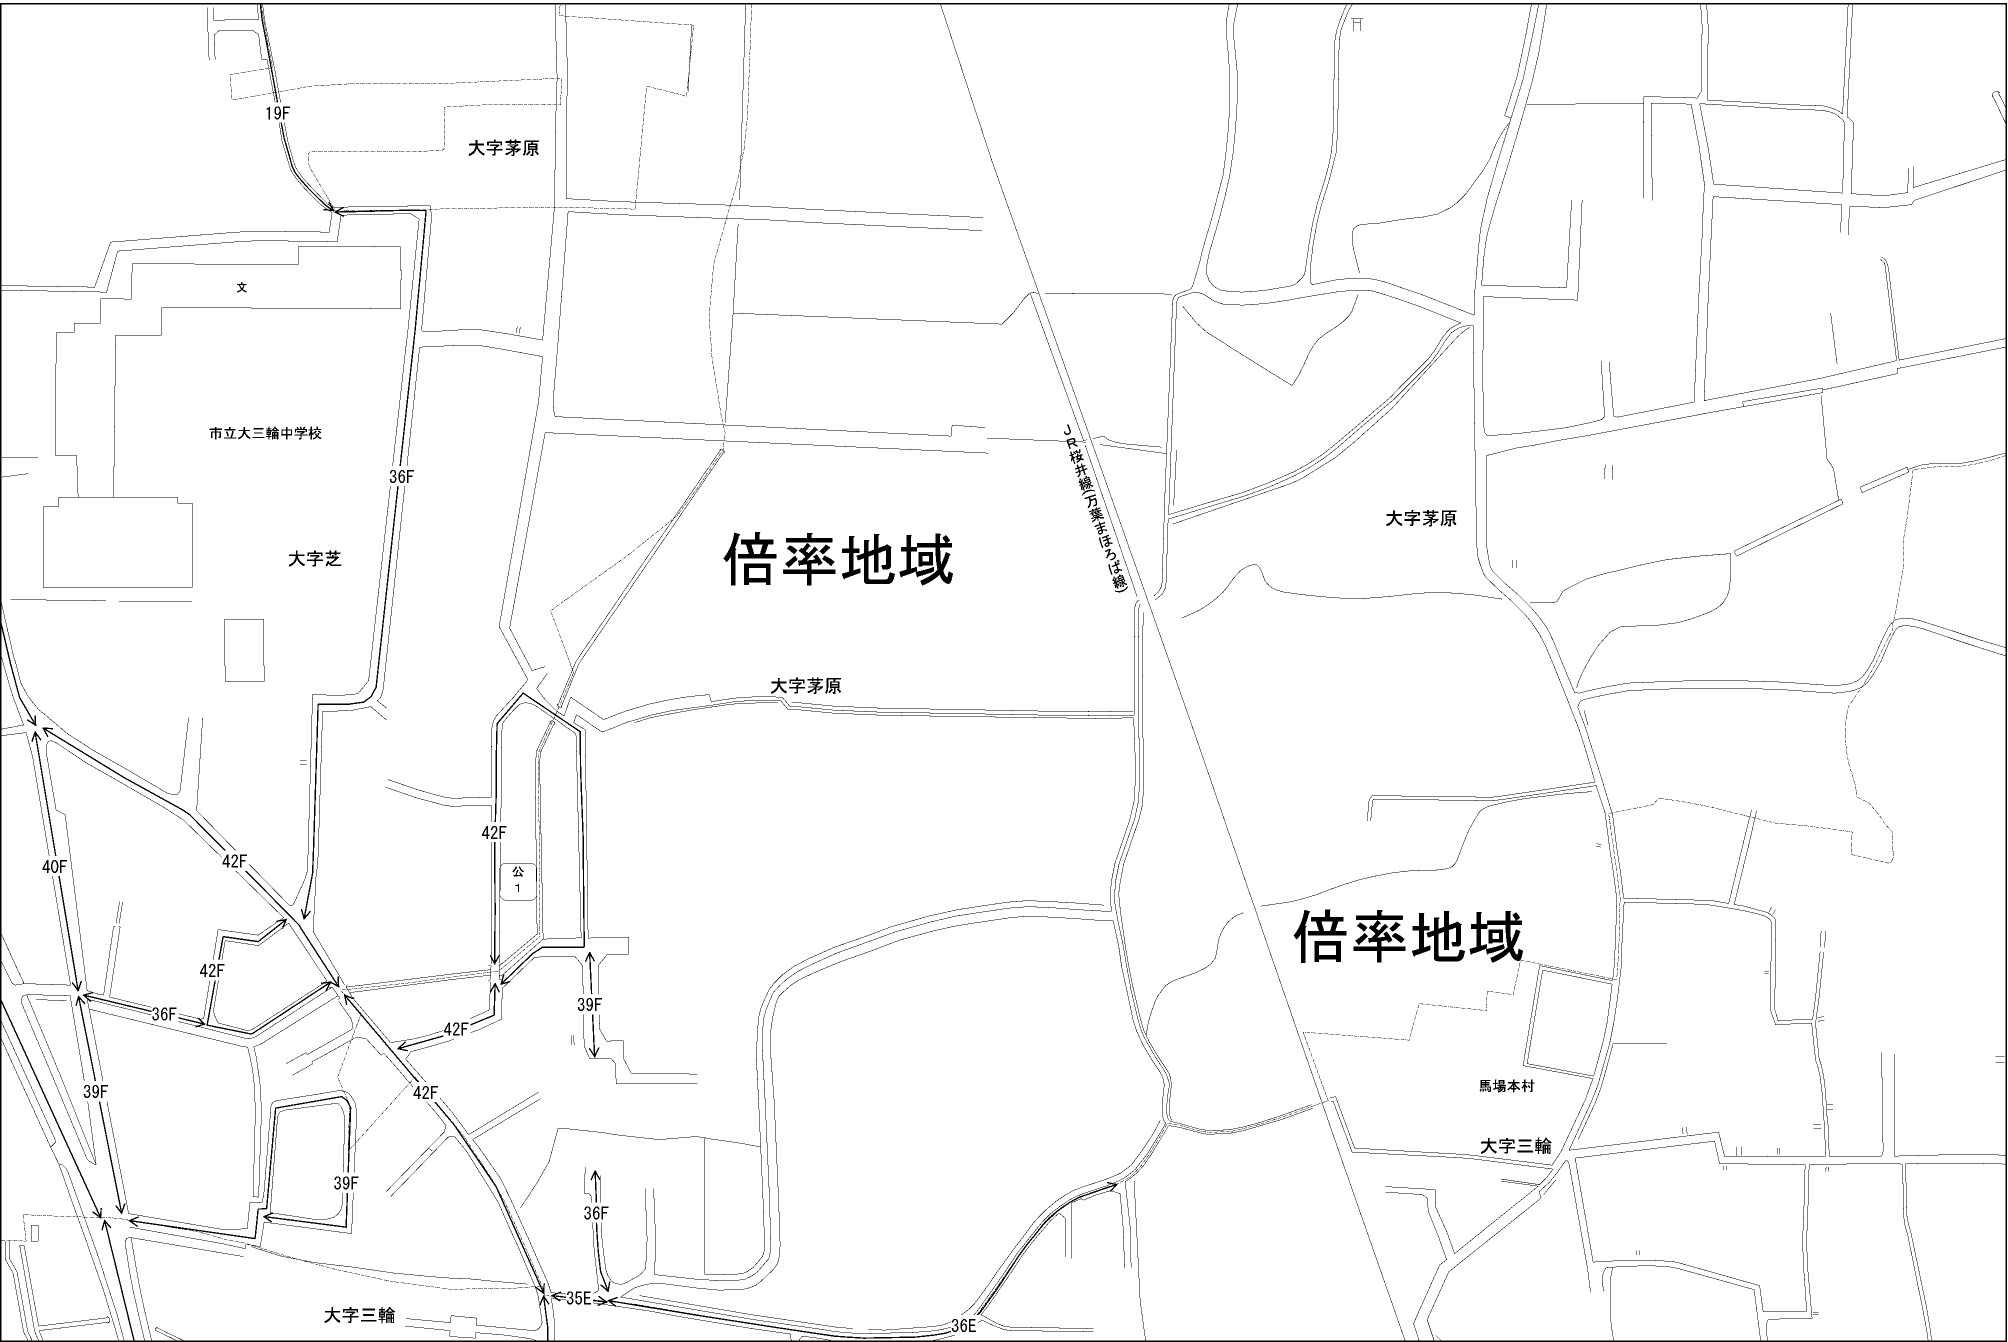 19F
大字茅原
文
市立大三輪中学校
36F
JR桜井線(万葉まほろば線)
大字茅原
大字芝
倍率地域
大字茅原
42F
42F
40F
公
1
倍率地域
42F
36F
39F
42F
馬場本村
39F
42F
大字三輪
39F
36F
35E
大字三輪
36E